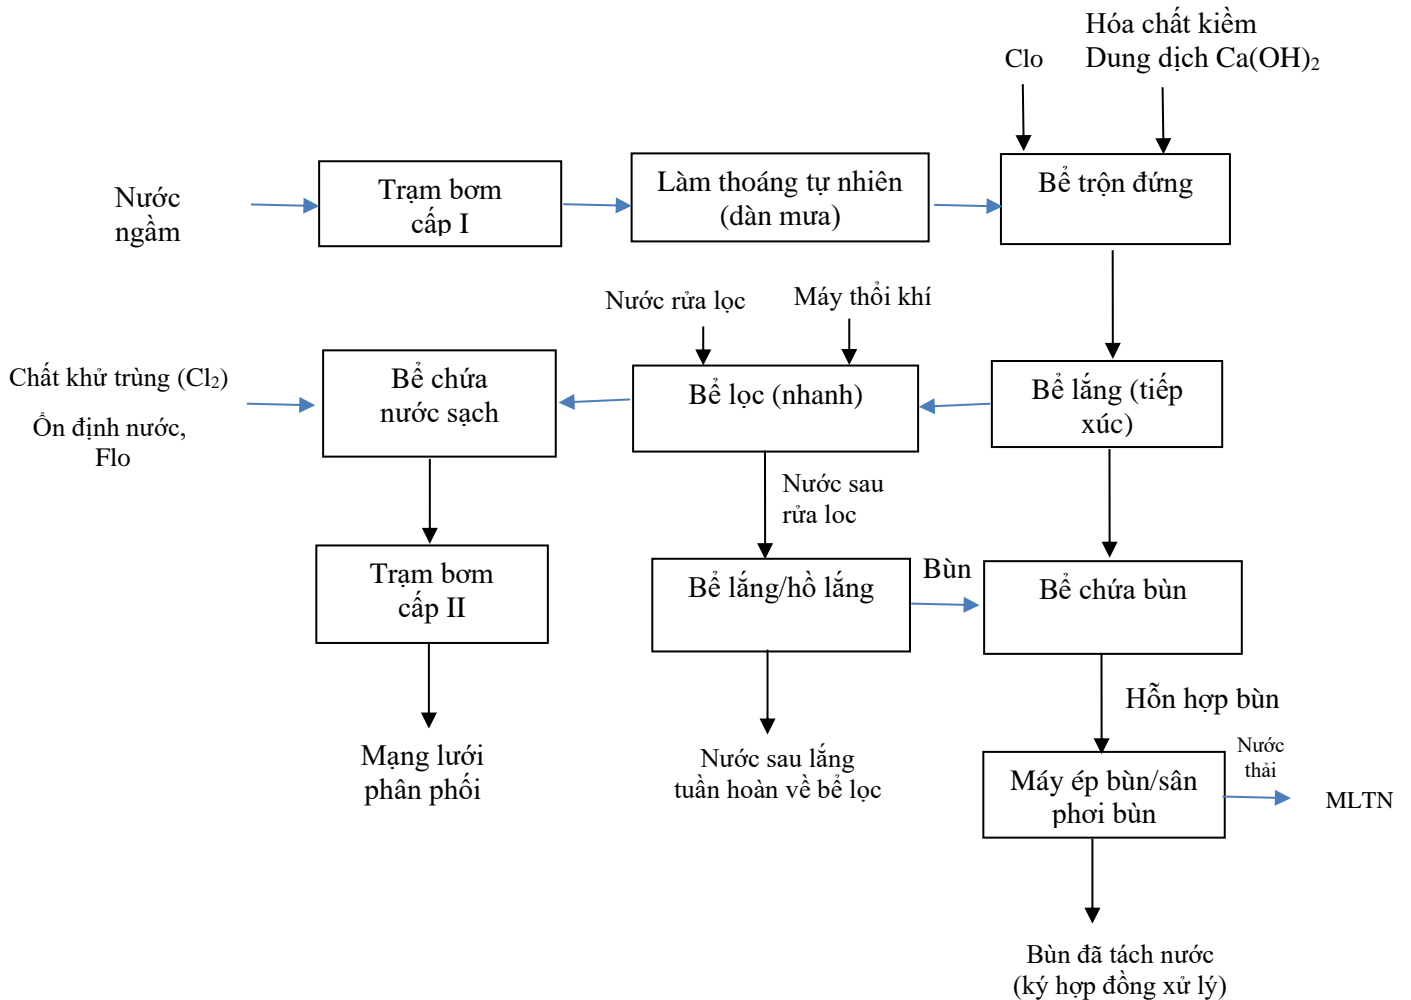 Hóa chất kiềm
Clo
Dung dịch Ca(OH)₂
Nước
ngầm
Trạm bơm
cấp I
Làm thoáng tự nhiên
(dàn mưa)
Bể trộn đứng
Nước rửa lọc
Máy thổi khí
Chất khử trùng (Cl₂)
Ổn định nước,
Flo
Bể chứa
nước sạch
Bể lọc (nhanh)
Bể lắng (tiếp
xúc)
Nước sau
rửa loc
Trạm bơm
cấp II
Bể lắng/hồ lắng
Bùn
Bể chứa bùn
Hỗn hợp bùn
Mạng lưới
phân phối
Nước sau lắng
tuần hoàn về bể lọc
Máy ép bùn/sân
phơi bùn
Nước
thải
MLTN
Bùn đã tách nước
(ký hợp đồng xử lý)